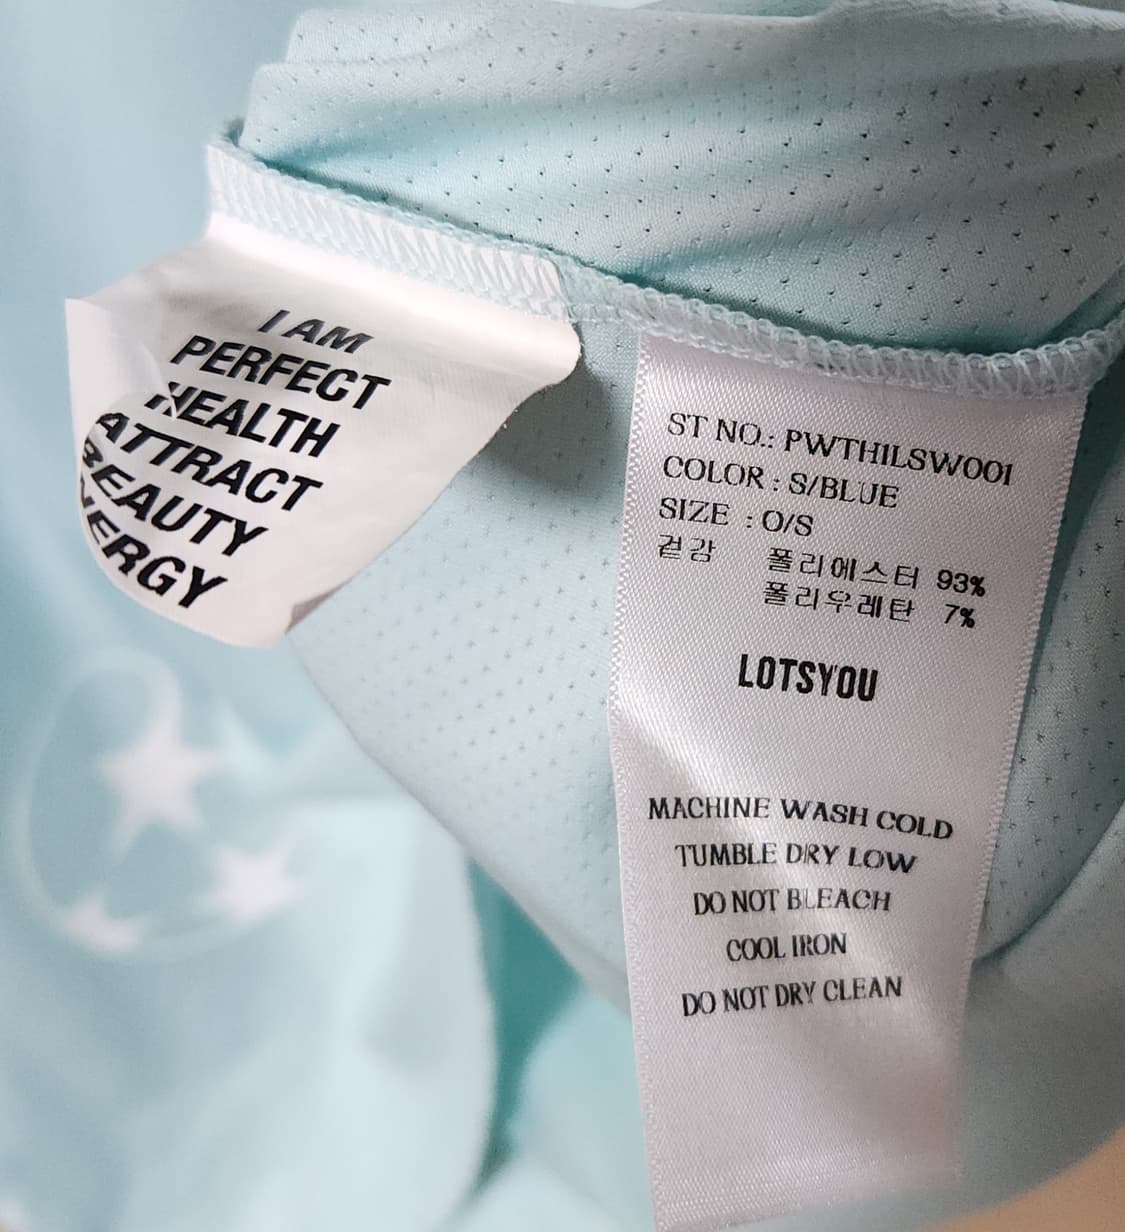 I AM
PERFECT
HEALTH
ATTRACT
BEAUTY
NERGY
ST NO.: PWTH1LSW001
COLOR : S/BLUE
SIZE : O/S
겉감 폴리에스터 93%
폴리우레탄 7%
LOTSYOU
MACHINE WASH COLD
TUMBLE DRY LOW
DO NOT BLEACH
COOL IRON
DO NOT DRY CLEAN